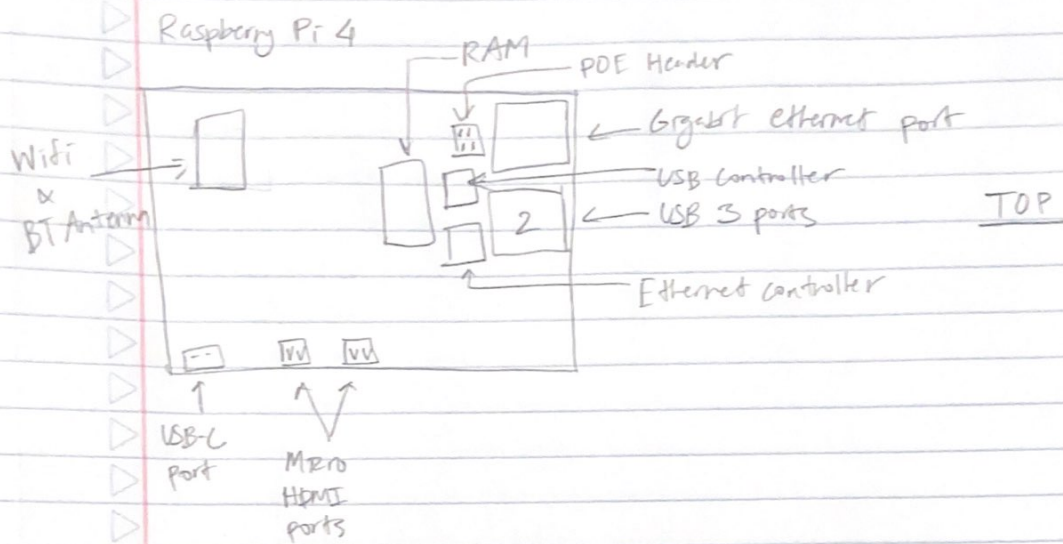 Raspberry Pi 4
RAM
POE Header
Gigabit ethernet port
Wifi
&
BT Antenna
USB Controller
USB 3 ports
2
TOP
Ethernet controller
USB-C
Port
Micro
HDMI
ports